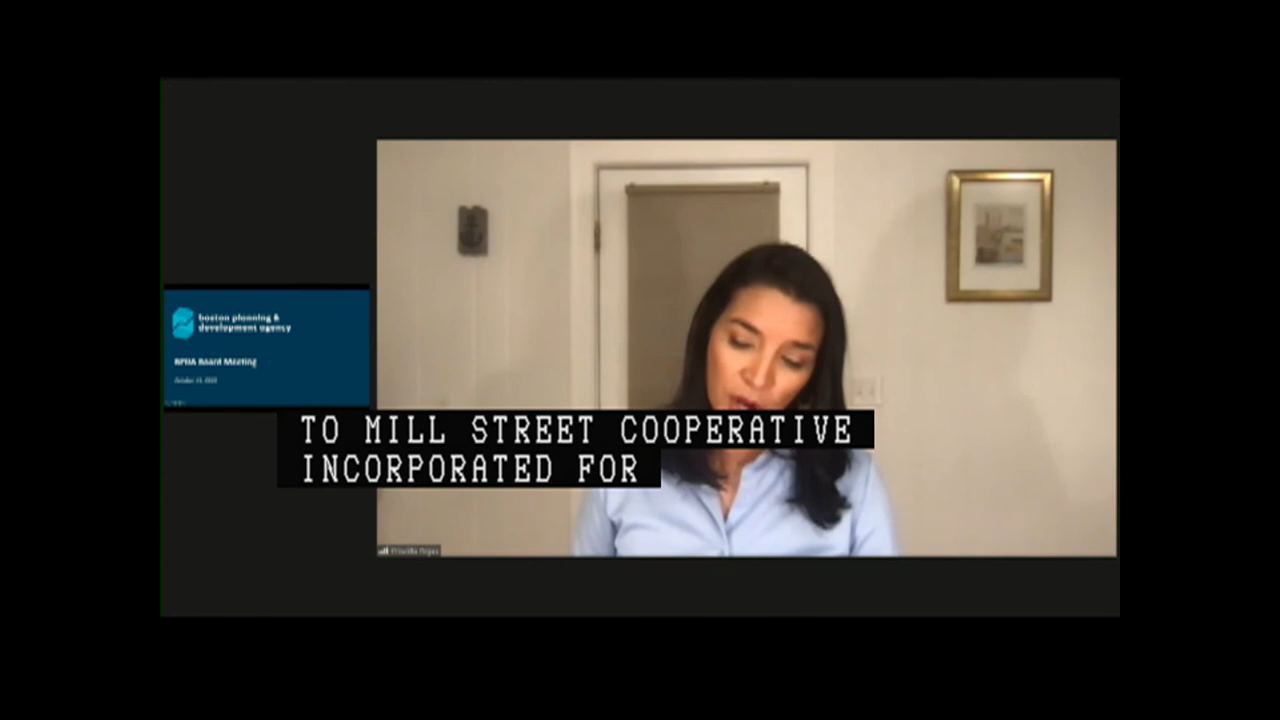 boston planning &
development agency
BPDA Board Meeting
TO MILL STREET COOPERATIVE
INCORPORATED FOR